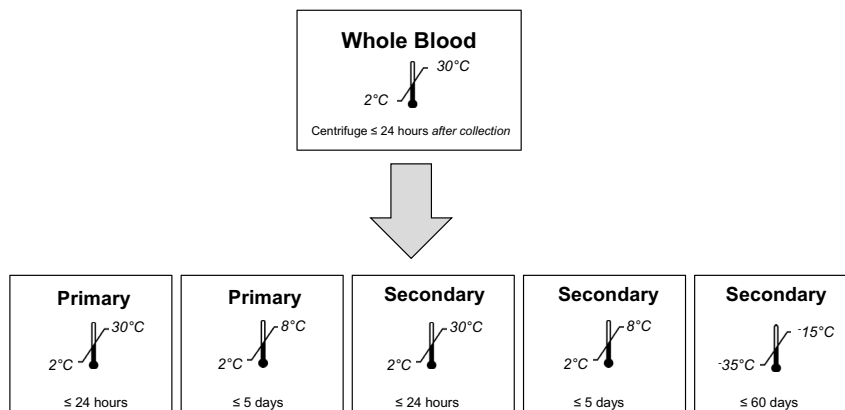 Whole Blood
30°C
2°C
Centrifuge ≤ 24 hours after collection
Primary
30°C
2°C
≤ 24 hours
Primary
8°C
2°C
≤ 5 days
Secondary
30°C
2°C
≤ 24 hours
Secondary
8°C
2°C
≤ 5 days
Secondary
-15°C
-35°C
≤ 60 days